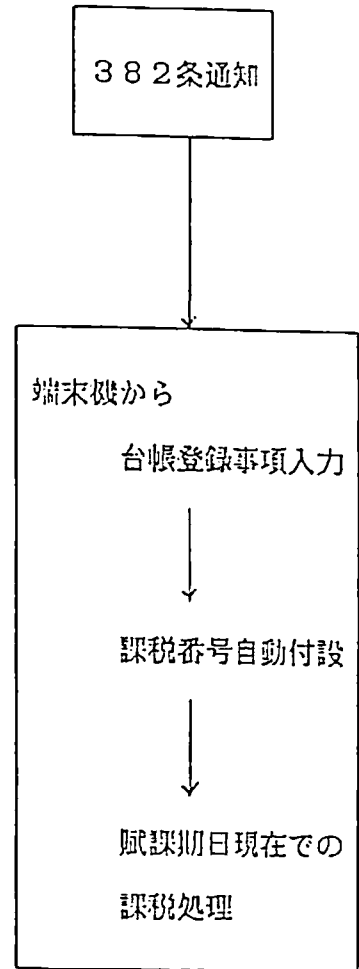 ３８２条通知
端末機から
台帳登録事項入力
課税番号自動付設
賦課期日現在での
課税処理